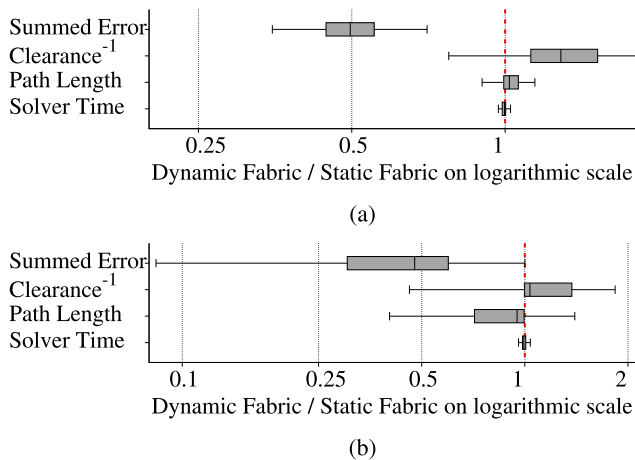 Summed Error
Clearance⁻¹
Path Length
Solver Time
0.25 0.5 1
Dynamic Fabric / Static Fabric on logarithmic scale
(a)
Summed Error
Clearance⁻¹
Path Length
Solver Time
0.1 0.25 0.5 1 2
Dynamic Fabric / Static Fabric on logarithmic scale
(b)